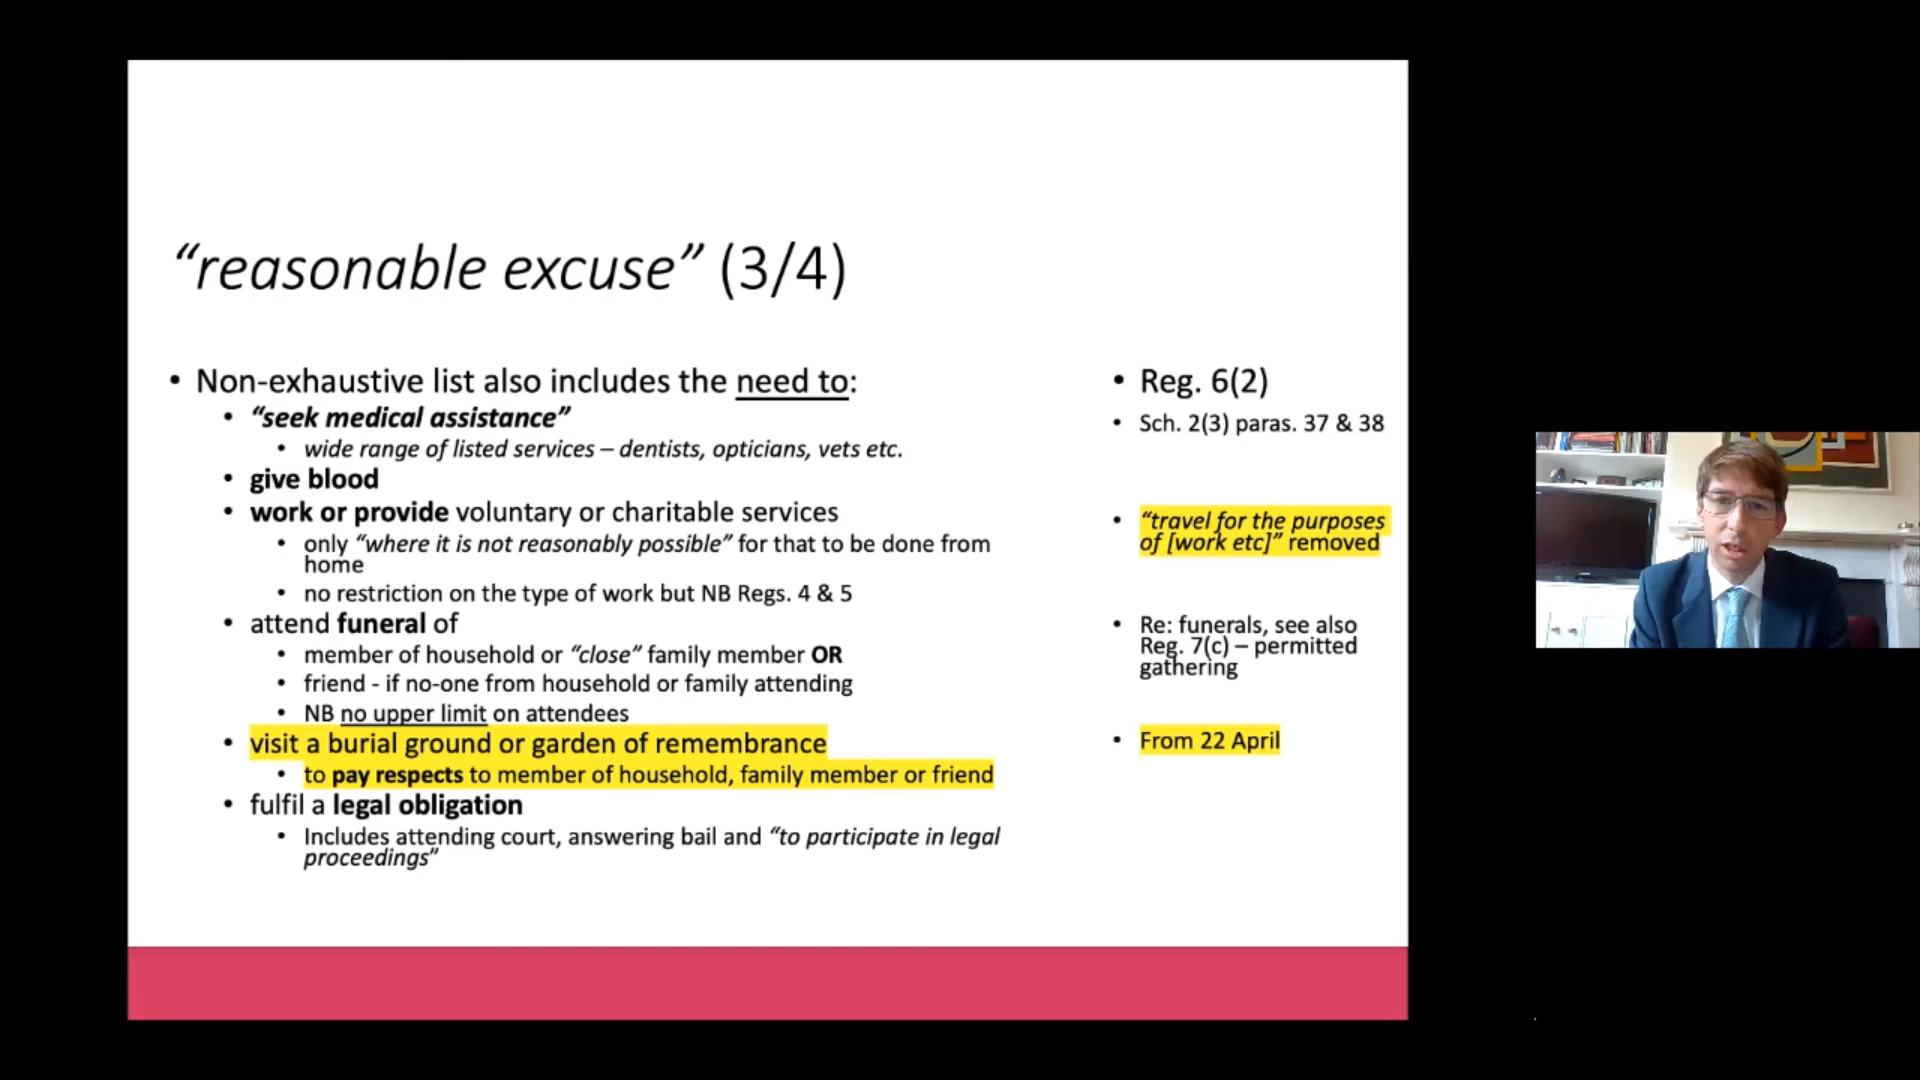 “reasonable excuse” (3/4)
• Non-exhaustive list also includes the need to:
• “seek medical assistance”
• wide range of listed services – dentists, opticians, vets etc.
• give blood
• work or provide voluntary or charitable services
• only “where it is not reasonably possible” for that to be done from
home
• no restriction on the type of work but NB Regs. 4 & 5
• attend funeral of
• member of household or “close” family member OR
• friend - if no-one from household or family attending
• NB no upper limit on attendees
• visit a burial ground or garden of remembrance
• to pay respects to member of household, family member or friend
• fulfil a legal obligation
• Includes attending court, answering bail and “to participate in legal
proceedings”
• Reg. 6(2)
• Sch. 2(3) paras. 37 & 38
• “travel for the purposes
of [work etc]” removed
• Re: funerals, see also
Reg. 7(c) – permitted
gathering
• From 22 April